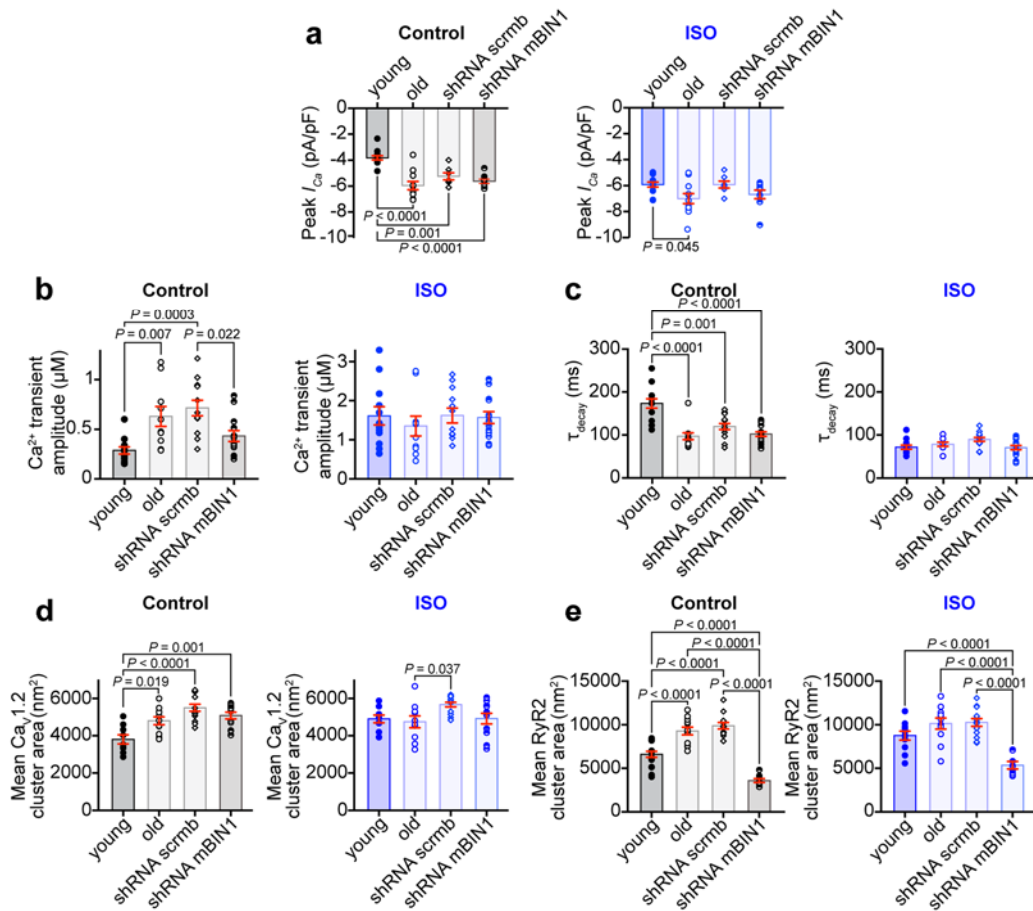 a
Control
ISO
young
old
shRNA scrmb
shRNA mBIN1
young
old
shRNA scrmb
shRNA mBIN1
Peak I_Ca (pA/pF)
0
-2
-4
-6
-8
-10
P < 0.0001
P = 0.001
P < 0.0001
Peak I_Ca (pA/pF)
0
-2
-4
-6
-8
-10
P = 0.045
b
Control
ISO
P = 0.0003
P = 0.007
P = 0.022
Ca²⁺ transient
amplitude (µM)
1
0.5
0
young
old
shRNA scrmb
shRNA mBIN1
Ca²⁺ transient
amplitude (µM)
3
2
1
0
young
old
shRNA scrmb
shRNA mBIN1
c
Control
ISO
P < 0.0001
P = 0.001
P < 0.0001
τ_decay
(ms)
300
200
100
0
young
old
shRNA scrmb
shRNA mBIN1
τ_decay
(ms)
300
200
100
0
young
old
shRNA scrmb
shRNA mBIN1
d
Control
ISO
P = 0.001
P < 0.0001
P = 0.019
Mean Ca_V1.2
cluster area (nm²)
6000
4000
2000
0
young
old
shRNA scrmb
shRNA mBIN1
P = 0.037
Mean Ca_V1.2
cluster area (nm²)
6000
4000
2000
0
young
old
shRNA scrmb
shRNA mBIN1
e
Control
ISO
P < 0.0001
P < 0.0001
P < 0.0001
P < 0.0001
P < 0.0001
Mean RyR2
cluster area (nm²)
15000
10000
5000
0
young
old
shRNA scrmb
shRNA mBIN1
P < 0.0001
P < 0.0001
P < 0.0001
Mean RyR2
cluster area (nm²)
15000
10000
5000
0
young
old
shRNA scrmb
shRNA mBIN1